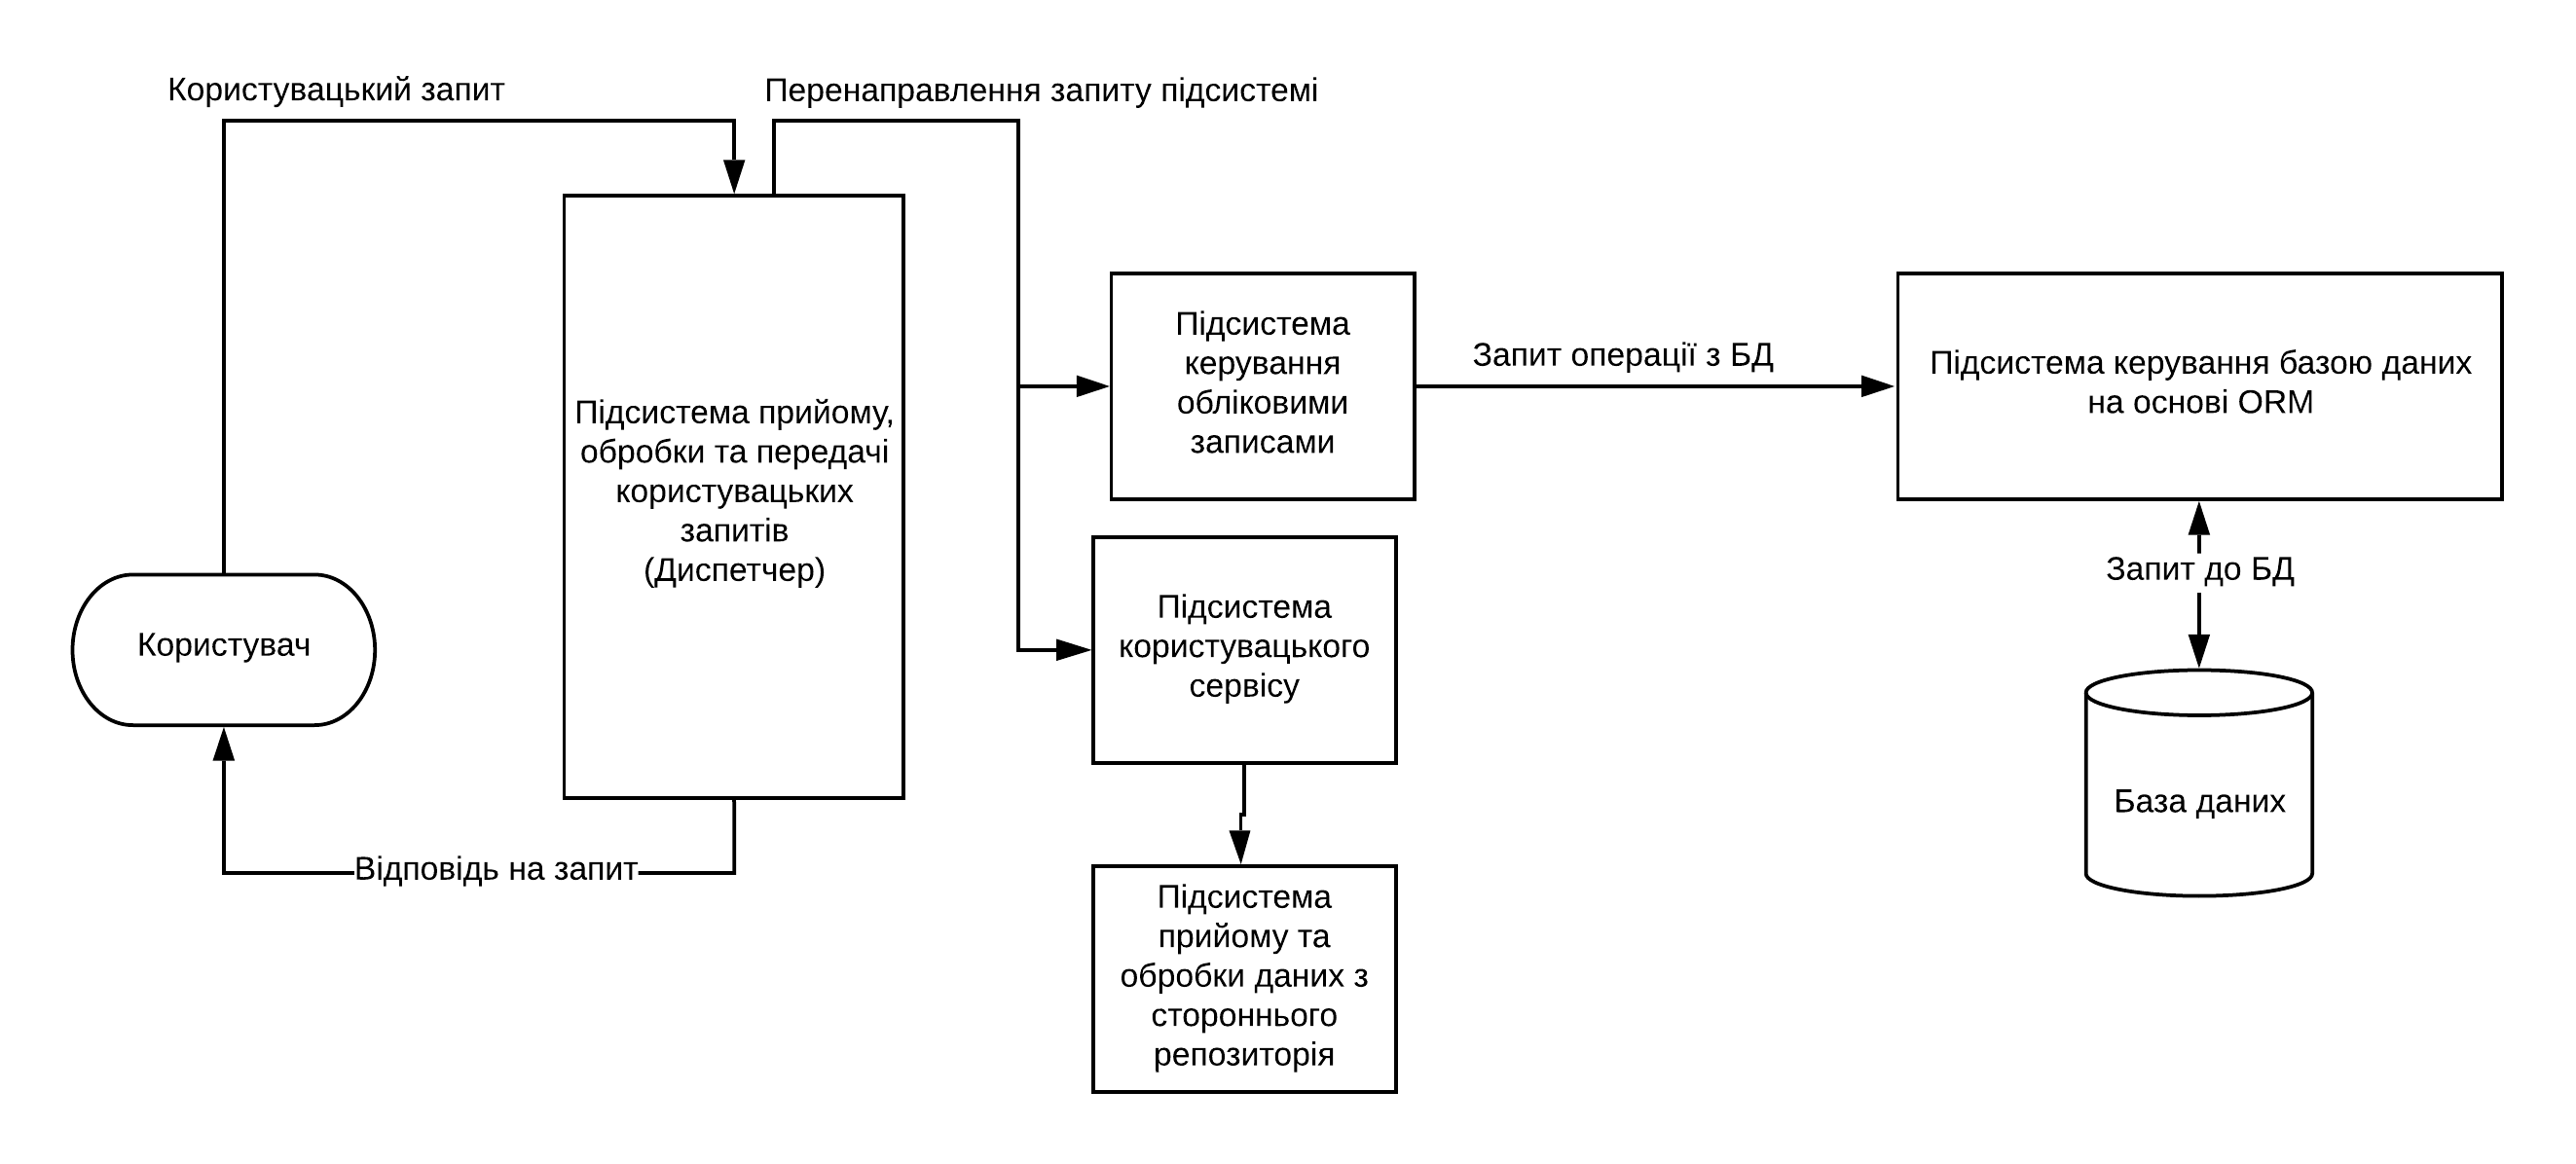 Користувацький запит
Перенаправлення запиту підсистемі
Підсистема прийому,
обробки та передачі
користувацьких
запитів
(Диспетчер)
Підсистема
керування
обліковими
записами
Запит операції з БД
Підсистема керування базою даних
на основі ORM
Користувач
Підсистема
користувацького
сервісу
Запит до БД
База даних
Відповідь на запит
Підсистема
прийому та
обробки даних з
стороннього
репозиторія